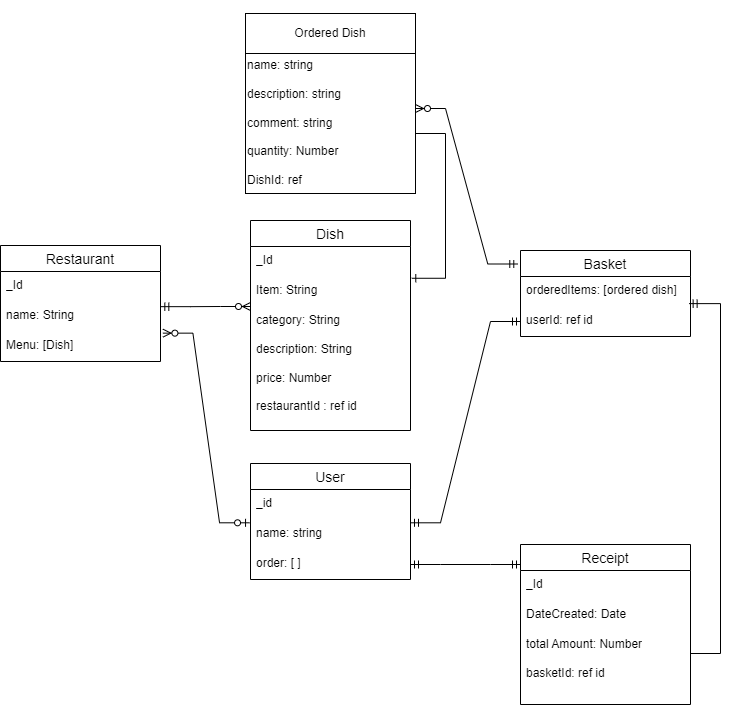 Ordered Dish
name: string
description: string
comment: string
quantity: Number
DishId: ref
Dish
_Id
Item: String
category: String
description: String
price: Number
restaurantId : ref id
Restaurant
_Id
name: String
Menu: [Dish]
Basket
orderedItems: [ordered dish]
userId: ref id
User
_id
name: string
order: [ ]
Receipt
_Id
DateCreated: Date
total Amount: Number
basketId: ref id